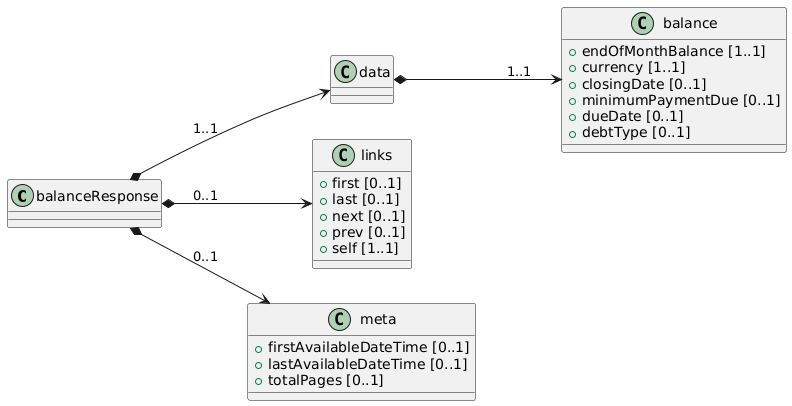 C balance
endOfMonthBalance [1..1]
currency [1..1]
closingDate [0..1]
minimumPaymentDue [0..1]
dueDate [0..1]
debtType [0..1]
C data
1..1
1..1
C links
first [0..1]
last [0..1]
next [0..1]
prev [0..1]
self [1..1]
C balanceResponse
0..1
0..1
C meta
firstAvailableDateTime [0..1]
lastAvailableDateTime [0..1]
totalPages [0..1]